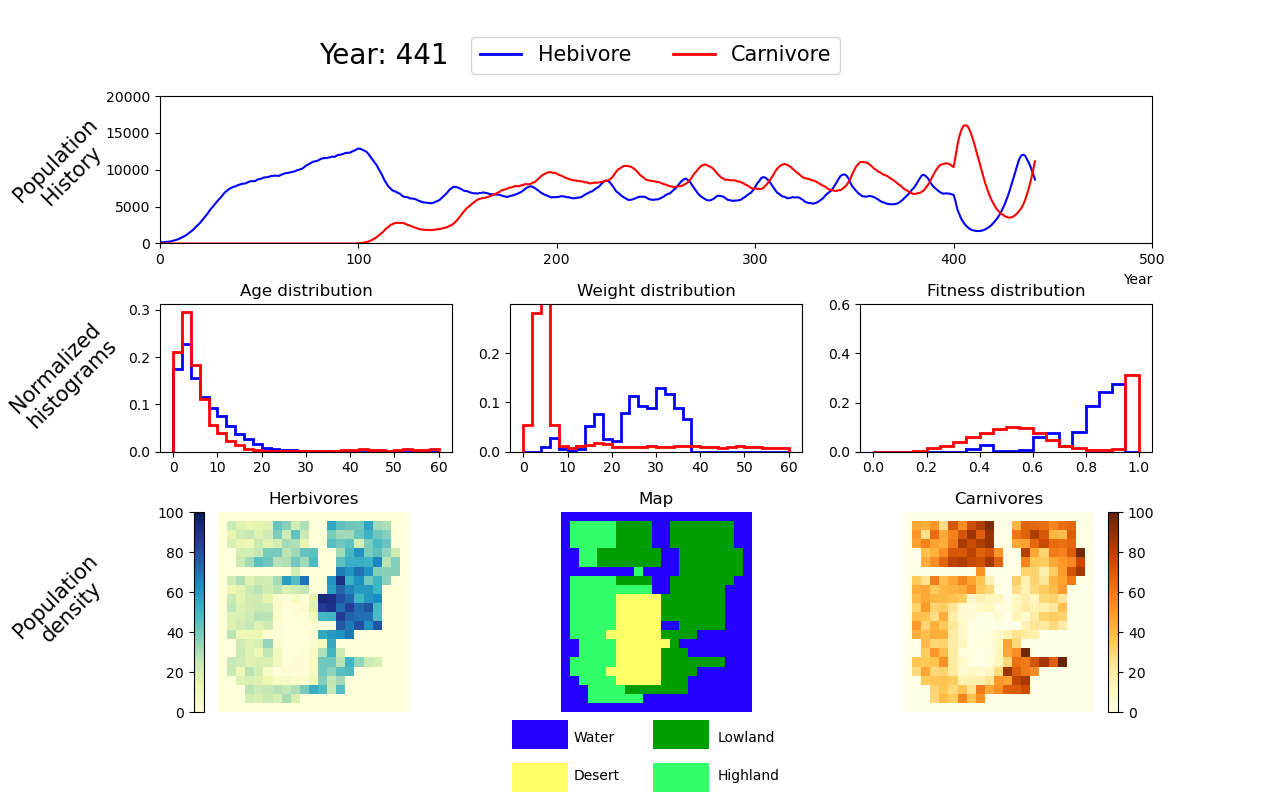 Year: 441
Hebivore
Carnivore
Population
History
20000
15000
10000
5000
0
0 100 200 300 400 500
Year
Normalized
histograms
Age distribution
0.3
0.2
0.1
0.0
0 10 20 30 40 50 60
Weight distribution
0.2
0.1
0.0
0 10 20 30 40 50 60
Fitness distribution
0.6
0.4
0.2
0.0
0.0 0.2 0.4 0.6 0.8 1.0
Population
density
Herbivores
100
80
60
40
20
0
Map
Carnivores
100
80
60
40
20
0
Water
Lowland
Desert
Highland